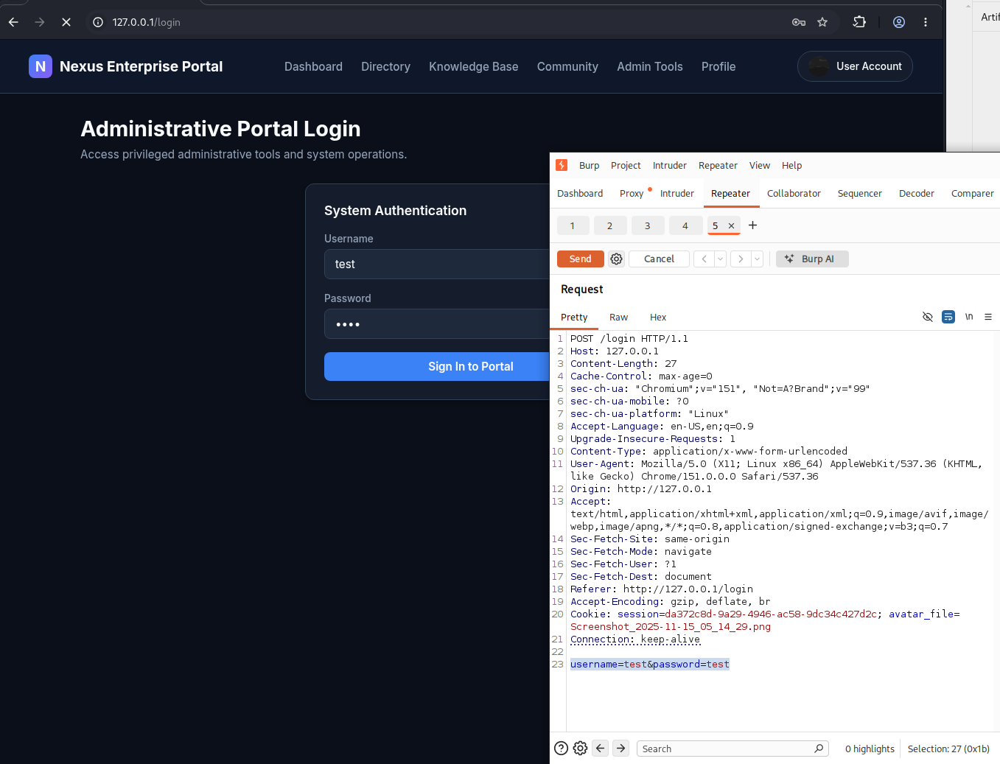 127.0.0.1/login
Artif
N Nexus Enterprise Portal Dashboard Directory Knowledge Base Community Admin Tools Profile User Account
Administrative Portal Login
Access privileged administrative tools and system operations.
System Authentication
Username
test
Password
••••
Sign In to Portal
Burp Project Intruder Repeater View Help
Dashboard Proxy Intruder Repeater Collaborator Sequencer Decoder Comparer
1 2 3 4 5 × +
Send Cancel < > Burp AI
Request
Pretty Raw Hex \n
1 POST /login HTTP/1.1
2 Host: 127.0.0.1
3 Content-Length: 27
4 Cache-Control: max-age=0
5 sec-ch-ua: "Chromium";v="151", "Not=A?Brand";v="99"
6 sec-ch-ua-mobile: ?0
7 sec-ch-ua-platform: "Linux"
8 Accept-Language: en-US,en;q=0.9
9 Upgrade-Insecure-Requests: 1
10 Content-Type: application/x-www-form-urlencoded
11 User-Agent: Mozilla/5.0 (X11; Linux x86_64) AppleWebKit/537.36 (KHTML,
like Gecko) Chrome/151.0.0.0 Safari/537.36
12 Origin: http://127.0.0.1
13 Accept:
text/html,application/xhtml+xml,application/xml;q=0.9,image/avif,image/
webp,image/apng,*/*;q=0.8,application/signed-exchange;v=b3;q=0.7
14 Sec-Fetch-Site: same-origin
15 Sec-Fetch-Mode: navigate
16 Sec-Fetch-User: ?1
17 Sec-Fetch-Dest: document
18 Referer: http://127.0.0.1/login
19 Accept-Encoding: gzip, deflate, br
20 Cookie: session=da372c8d-9a29-4946-ac58-9dc34c427d2c; avatar_file=
Screenshot_2025-11-15_05_14_29.png
21 Connection: keep-alive
22
23 username=test&password=test
Search 0 highlights Selection: 27 (0x1b)